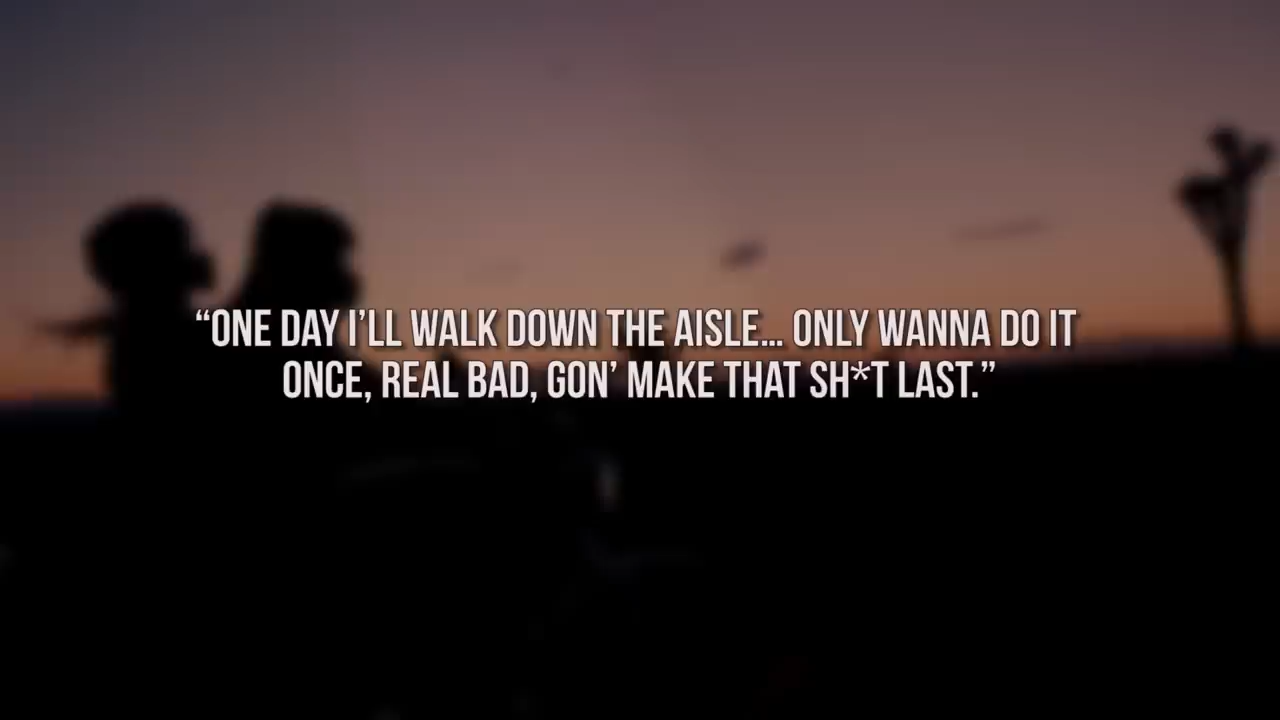 “ONE DAY I’LL WALK DOWN THE AISLE... ONLY WANNA DO IT
ONCE, REAL BAD, GON’ MAKE THAT SH*T LAST.”